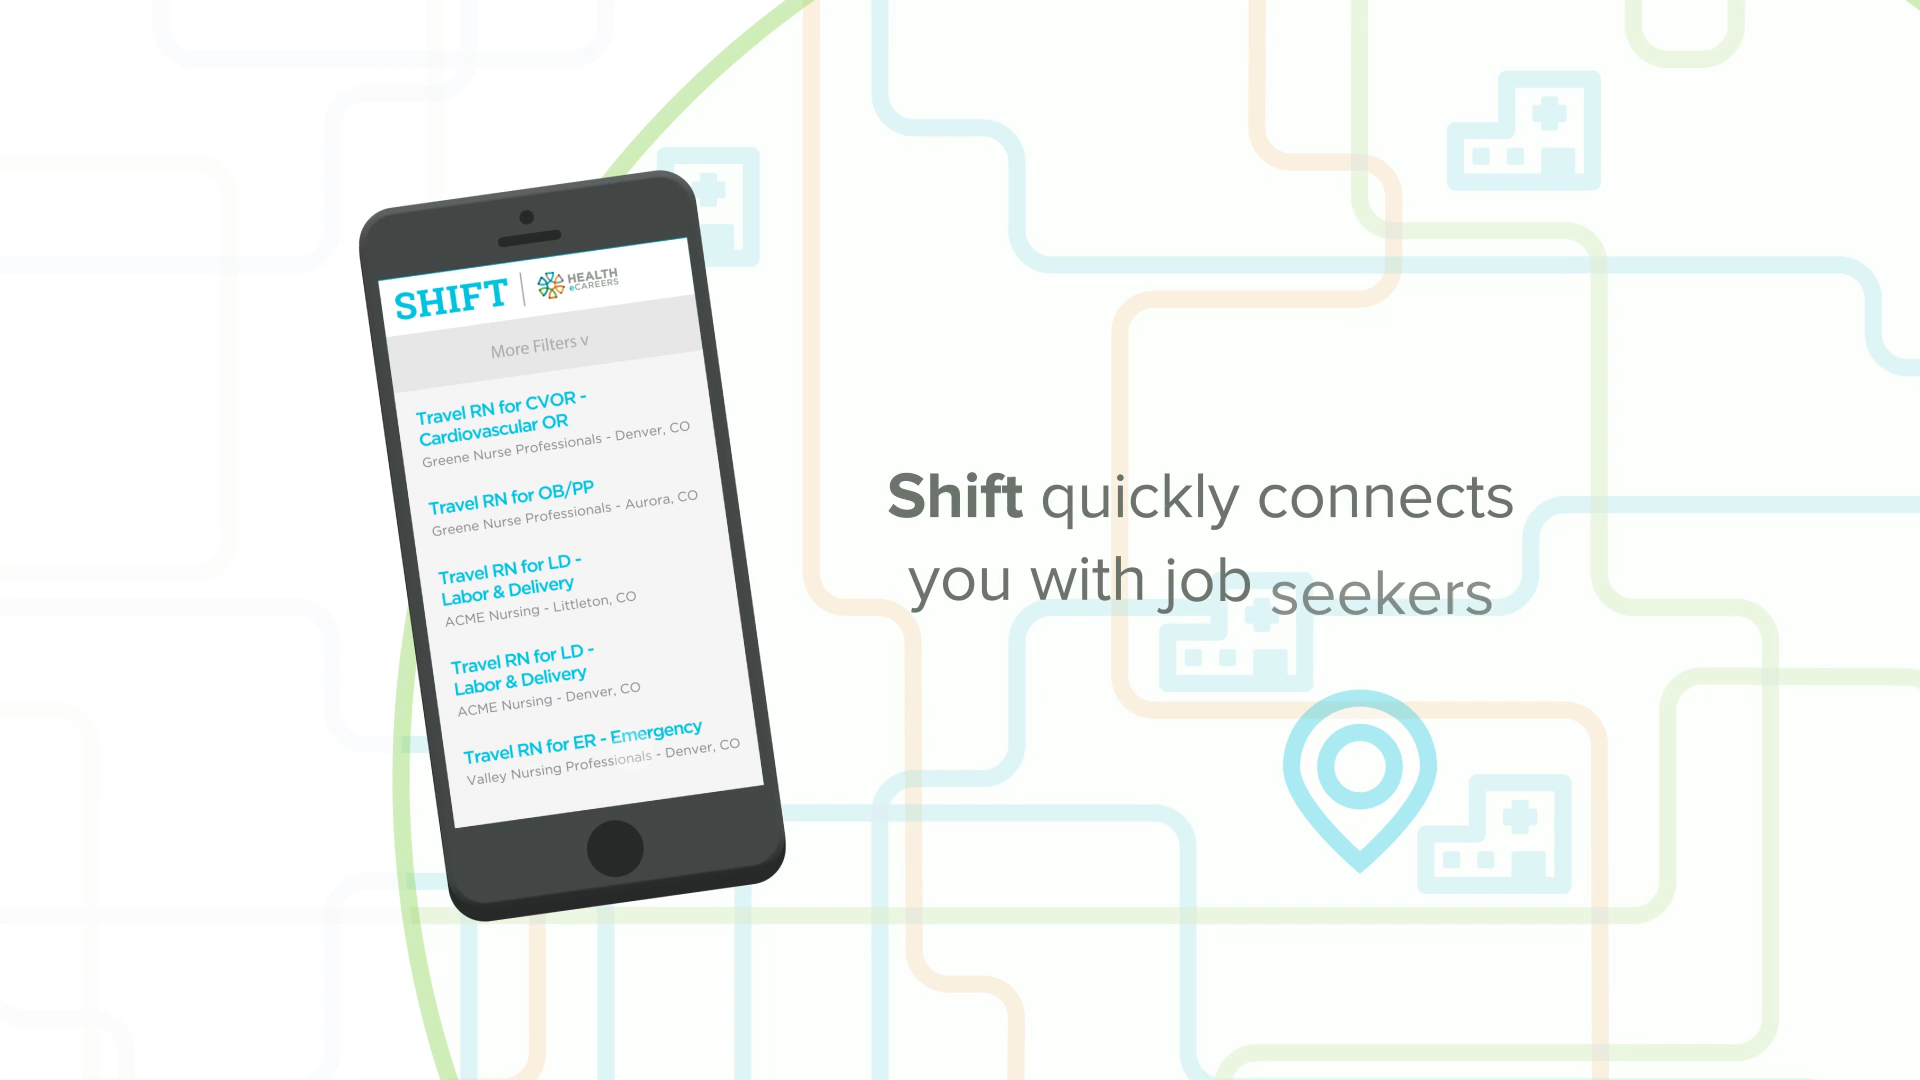 SHIFT
HEALTH
eCAREERS
More Filters v
Travel RN for CVOR -
Cardiovascular OR
Greene Nurse Professionals - Denver, CO
Travel RN for OB/PP
Greene Nurse Professionals - Aurora, CO
Travel RN for LD -
Labor & Delivery
ACME Nursing - Littleton, CO
Travel RN for LD -
Labor & Delivery
ACME Nursing - Denver, CO
Travel RN for ER - Emergency
Valley Nursing Professionals - Denver, CO
Shift quickly connects
you with job seekers